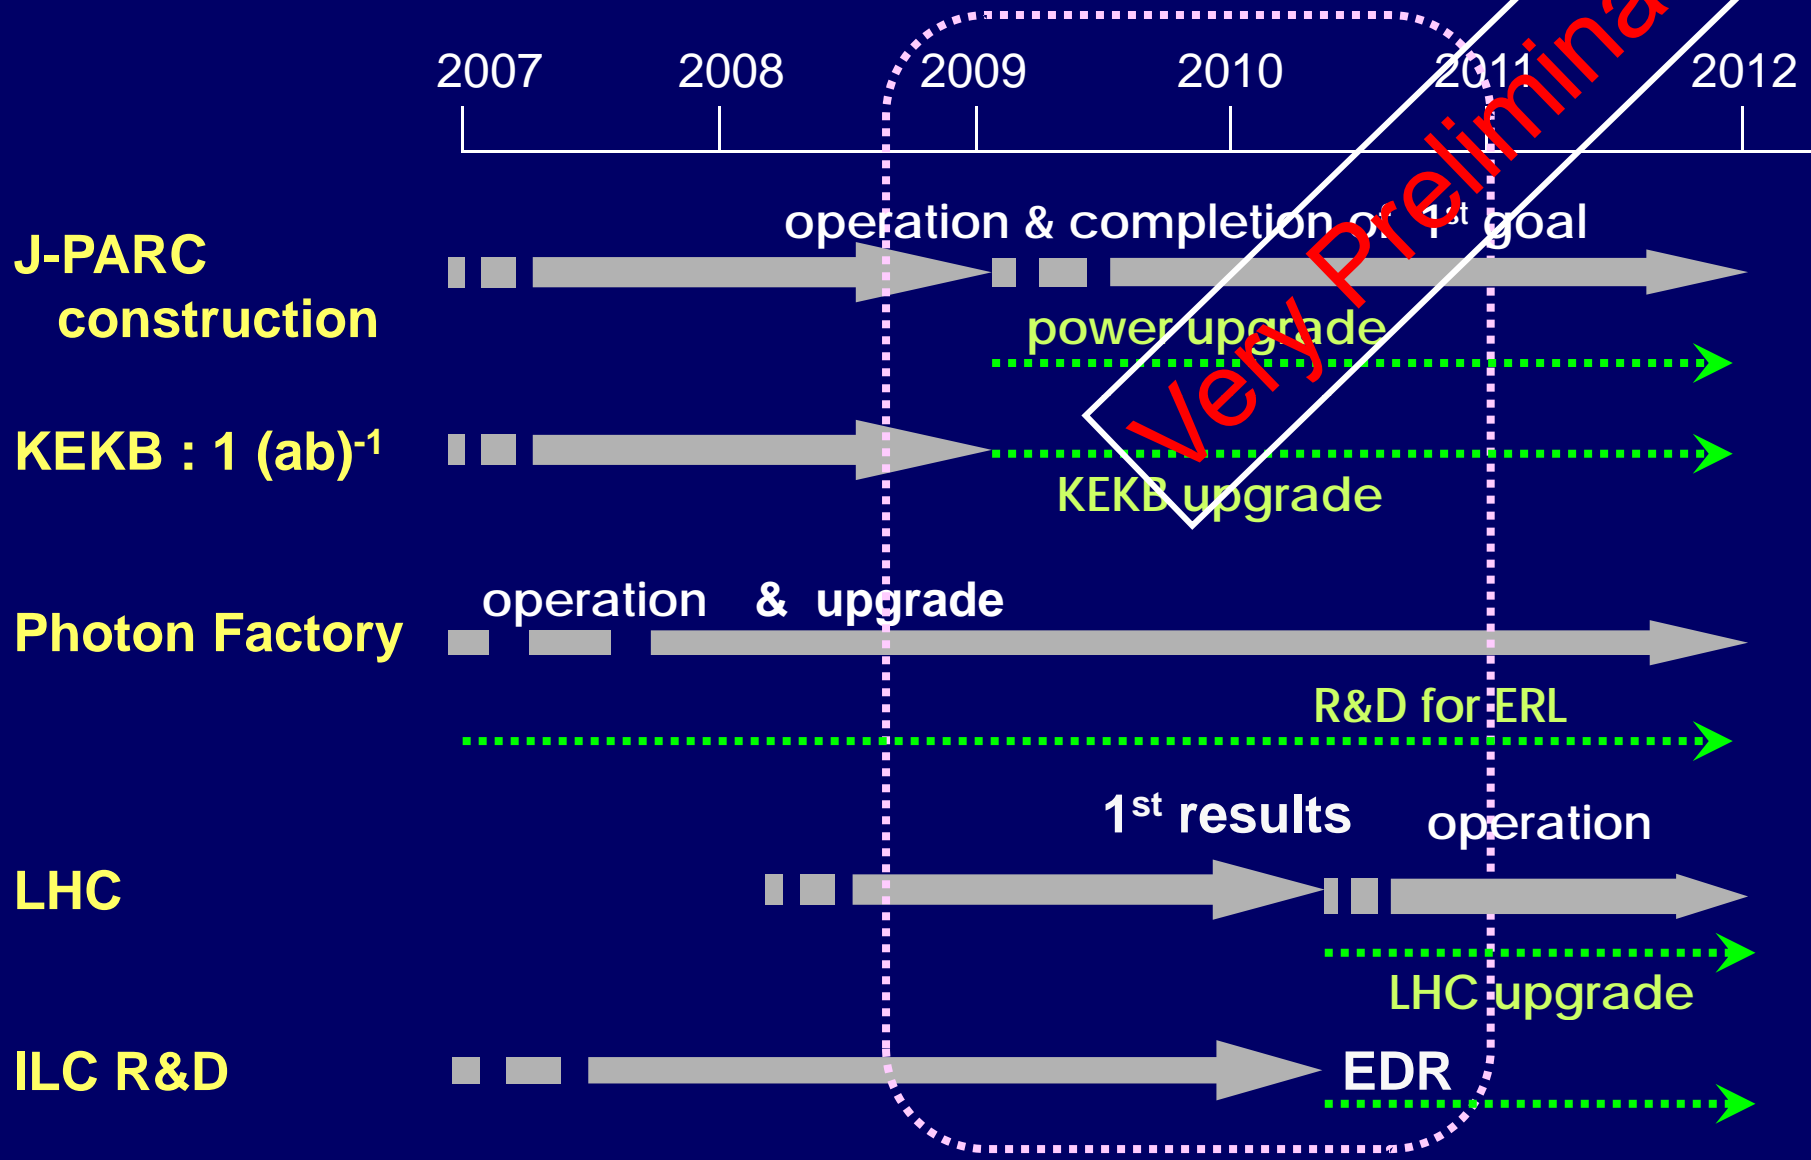 2007 2008 2009 2010 2011 2012
operation & completion of 1st goal
J-PARC
construction
power upgrade
KEKB : 1 (ab)-1
KEKB upgrade
Very
operation & upgrade
Photon Factory
R&D for ERL
1st results operation
LHC
LHC upgrade
ILC R&D
EDR